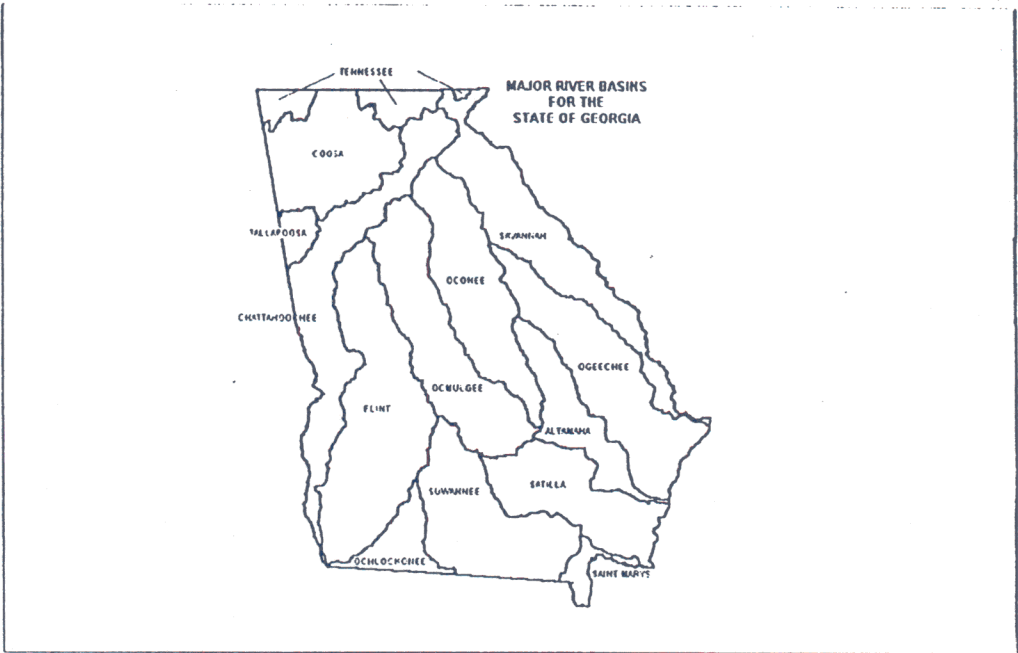 TENNESSEE
MAJOR RIVER BASINS
FOR THE
STATE OF GEORGIA
COOSA
TALLAPOOSA
SAVANNAH
OCONEE
CHATTAHOOCHEE
OGEECHEE
OCMULGEE
FLINT
ALTAMAHA
SATILLA
SUWANNEE
OCHLOCKONEE
SAINT MARYS